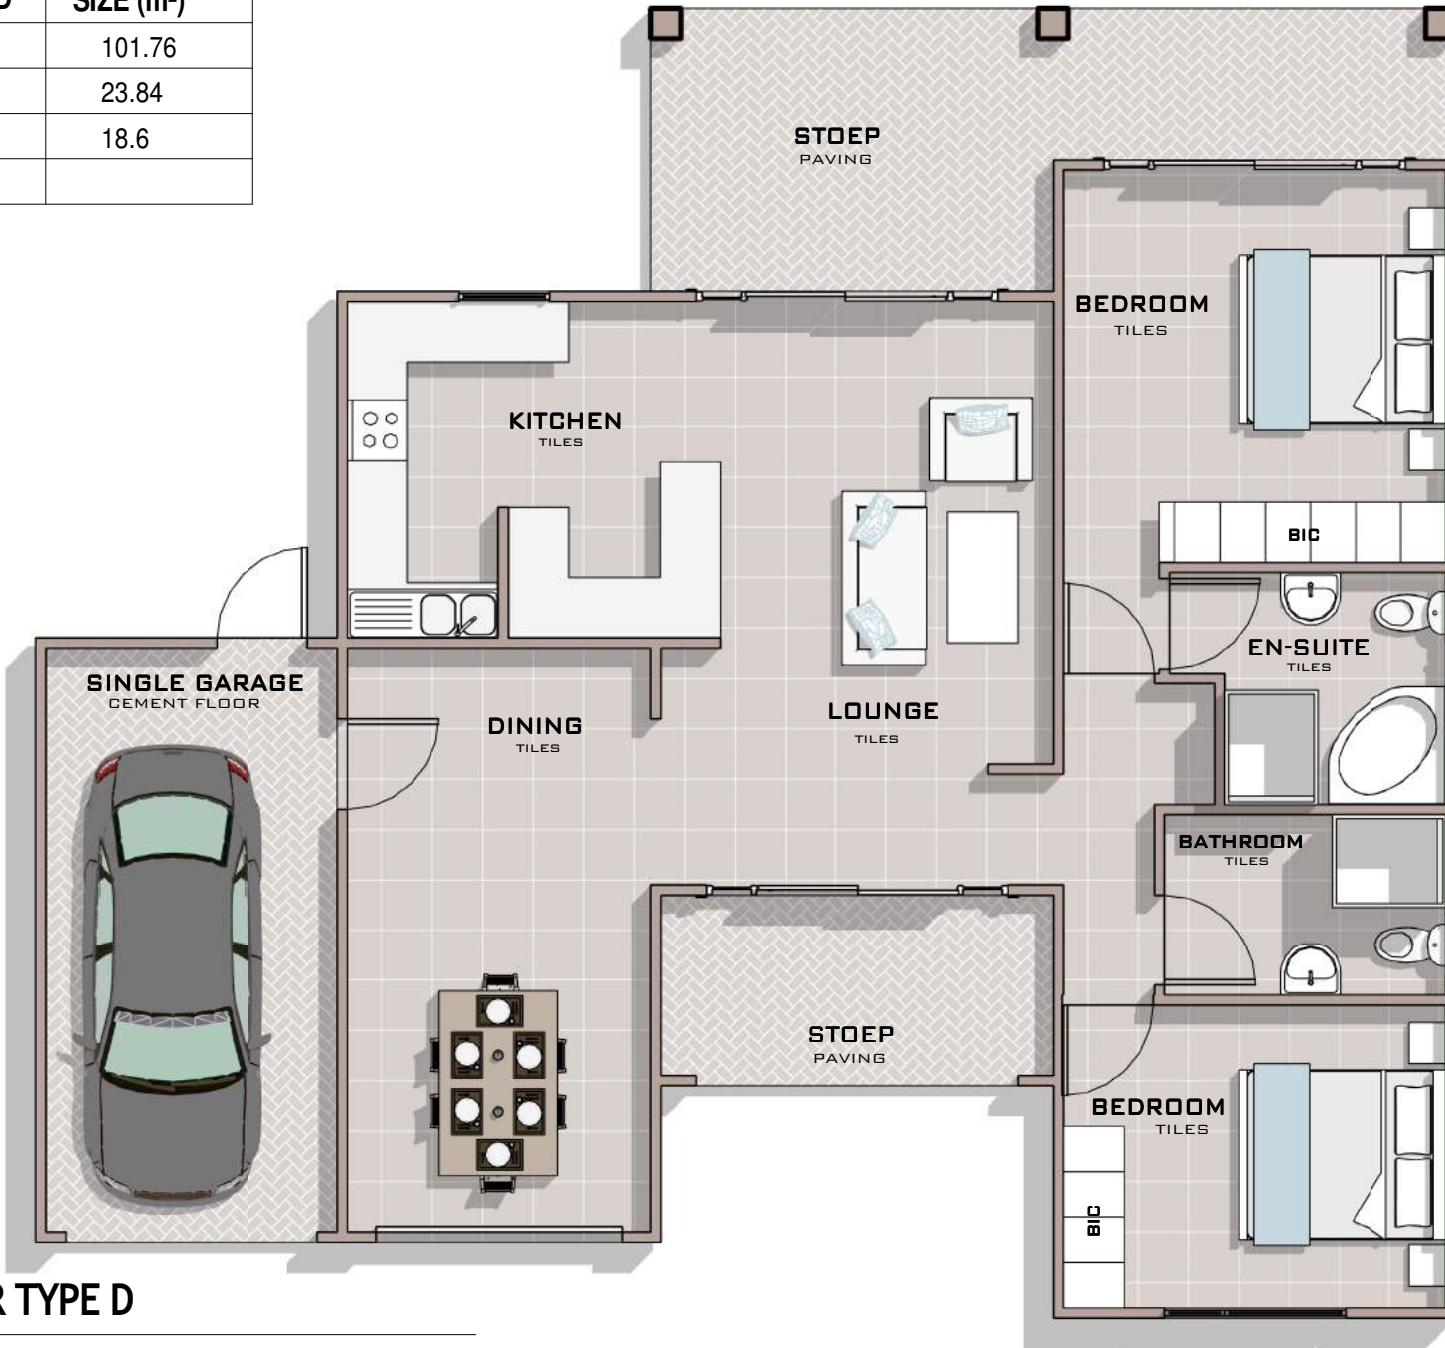 SIZE (m²)
101.76
23.84
18.6
STOEP
PAVING
BEDROOM
TILES
KITCHEN
TILES
BIC
EN-SUITE
TILES
SINGLE GARAGE
CEMENT FLOOR
DINING
TILES
LOUNGE
TILES
BATHROOM
TILES
STOEP
PAVING
BEDROOM
TILES
BIC
R TYPE D